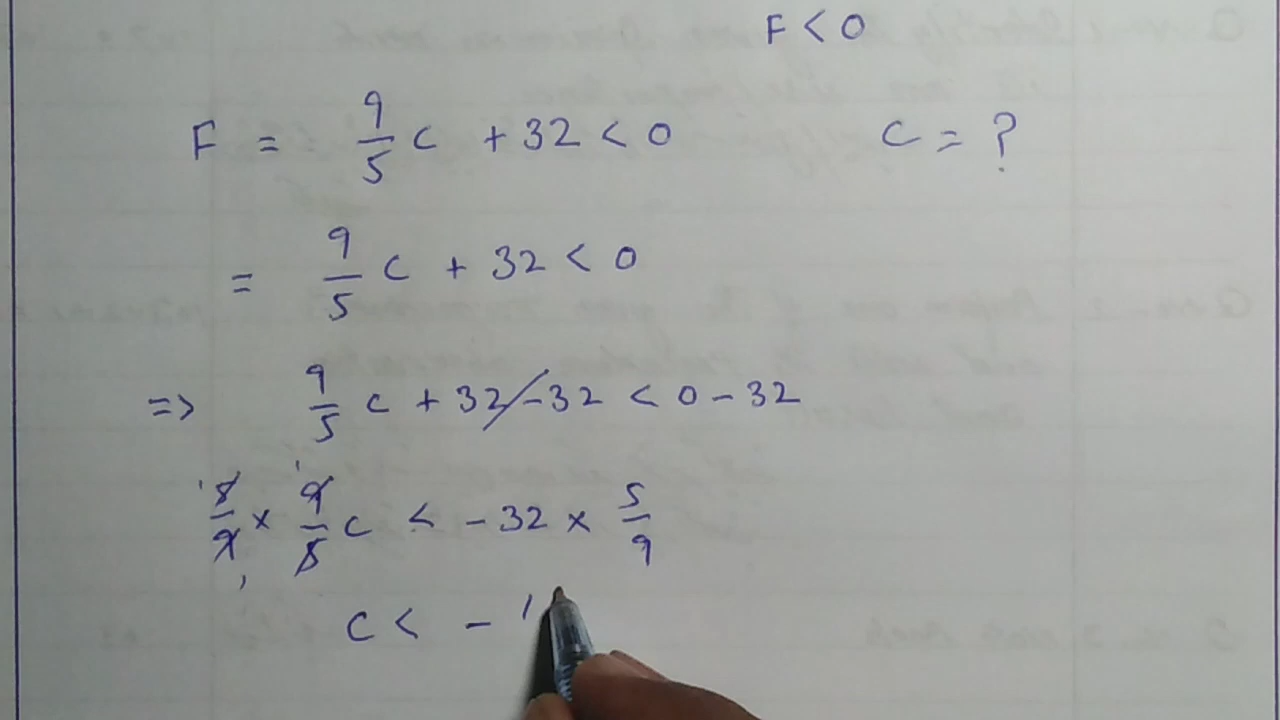 F < 0
F = 9/5 C + 32 < 0 C = ?
= 9/5 C + 32 < 0
=> 9/5 C + 32 - 32 < 0 - 32
5/9 × 9/5 C < - 32 × 5/9
C < - 1